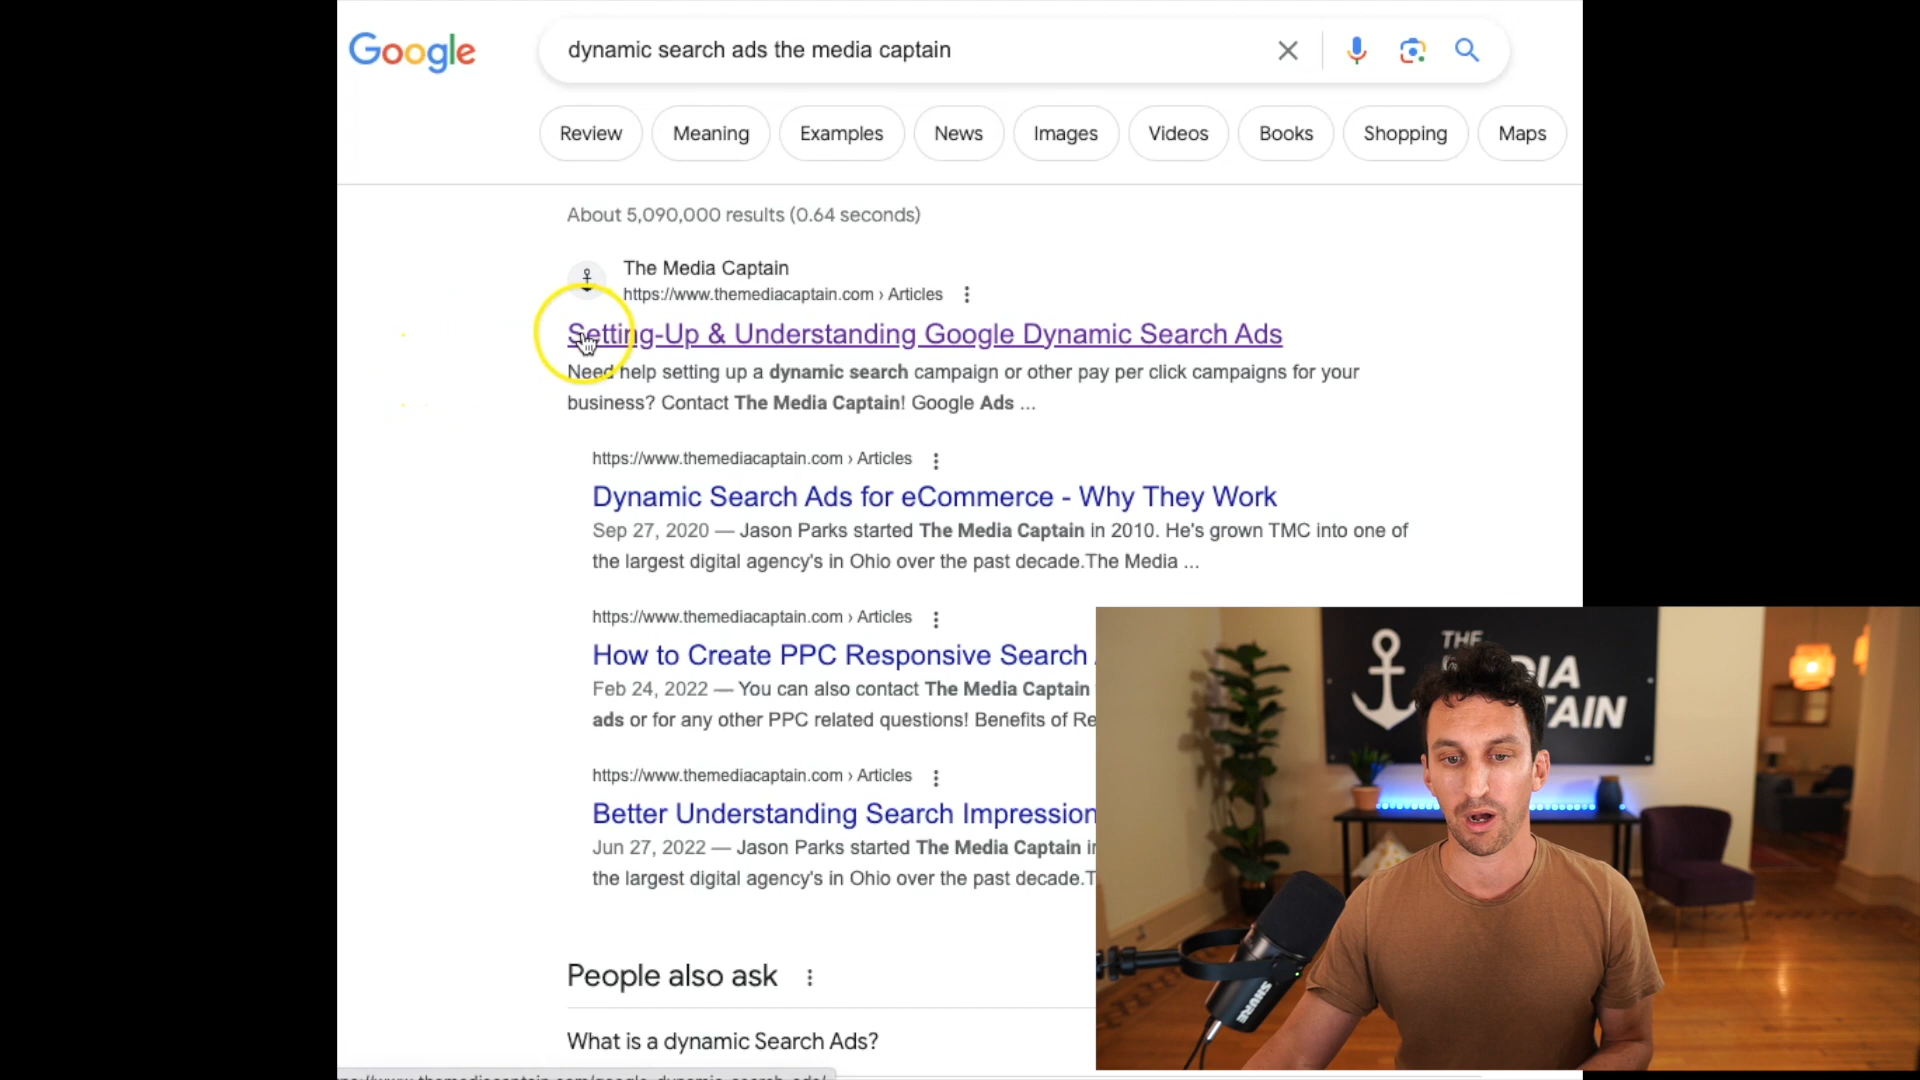 Google
dynamic search ads the media captain
Review
Meaning
Examples
News
Images
Videos
Books
Shopping
Maps
About 5,090,000 results (0.64 seconds)
The Media Captain
https://www.themediacaptain.com › Articles
Setting-Up & Understanding Google Dynamic Search Ads
Need help setting up a dynamic search campaign or other pay per click campaigns for your
business? Contact The Media Captain! Google Ads ...
https://www.themediacaptain.com › Articles
Dynamic Search Ads for eCommerce - Why They Work
Sep 27, 2020 — Jason Parks started The Media Captain in 2010. He's grown TMC into one of
the largest digital agency's in Ohio over the past decade.The Media ...
https://www.themediacaptain.com › Articles
How to Create PPC Responsive Search
Feb 24, 2022 — You can also contact The Media Captain
ads or for any other PPC related questions! Benefits of Re
https://www.themediacaptain.com › Articles
Better Understanding Search Impression
Jun 27, 2022 — Jason Parks started The Media Captain in
the largest digital agency's in Ohio over the past decade.T
People also ask
What is a dynamic Search Ads?
THE
DIA
TAIN
SHURE